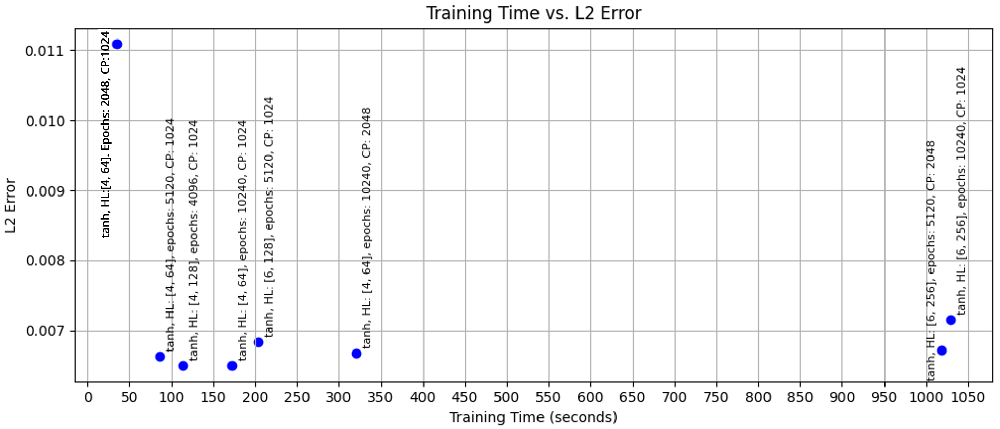 Training Time vs. L2 Error
L2 Error
0.011
0.010
0.009
0.008
0.007
tanh, HL:[4, 64]. Epochs: 2048, CP:1024
tanh, HL: [4, 64], epochs: 5120, CP: 1024
tanh, HL: [4, 128], epochs: 4096, CP: 1024
tanh, HL: [4, 64], epochs: 10240, CP: 1024
tanh, HL: [6, 128], epochs: 5120, CP: 1024
tanh, HL: [4, 64], epochs: 10240, CP: 2048
tanh, HL: [6, 256], epochs: 5120, CP: 2048
tanh, HL: [6, 256], epochs: 10240, CP: 1024
0 50 100 150 200 250 300 350 400 450 500 550 600 650 700 750 800 850 900 950 1000 1050
Training Time (seconds)